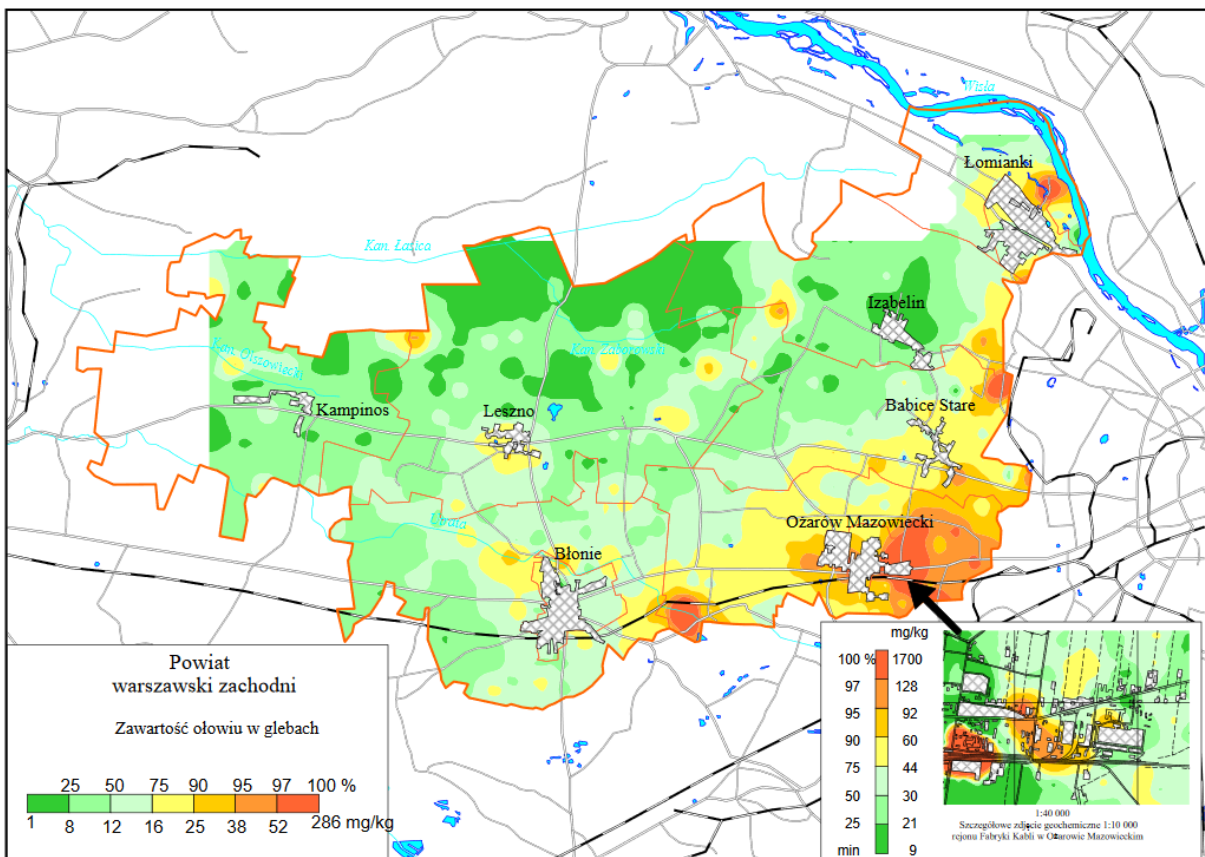 Wisła
Łomianki
Kan. Łasica
Izabelin
Kan. Zaborowski
Kan. Olszowiecki
Kampinos
Leszno
Babice Stare
Ożarów Mazowiecki
Utrata
Błonie
Powiat
warszawski zachodni
Zawartość ołowiu w glebach
25 50 75 90 95 97 100 %
1 8 12 16 25 38 52 286 mg/kg
mg/kg
100 % 1700
97 128
95 92
90 60
75 44
50 30
25 21
min 9
1:40 000
Szczegółowe zdjęcie geochemiczne 1:10 000
rejonu Fabryki Kabli w Ożarowie Mazowieckim